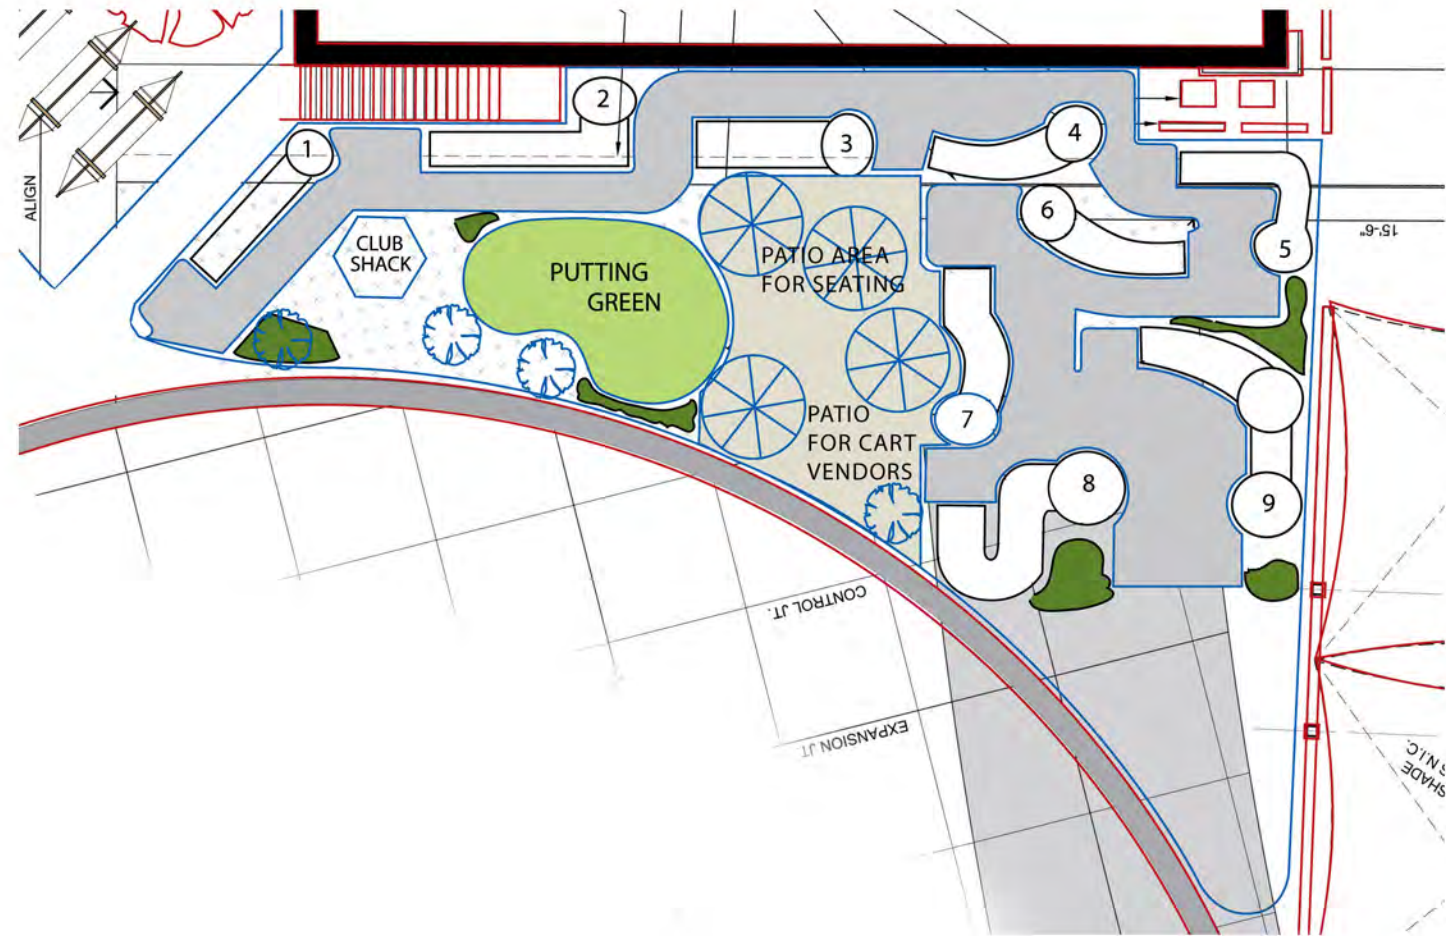 2
1
3
4
ALIGN
6
15'-6"
CLUB
SHACK
5
PUTTING
GREEN
PATIO AREA
FOR SEATING
7
PATIO
FOR CART
VENDORS
8
9
CONTROL JT.
EXPANSION JT
SHADE
S N.I.C.